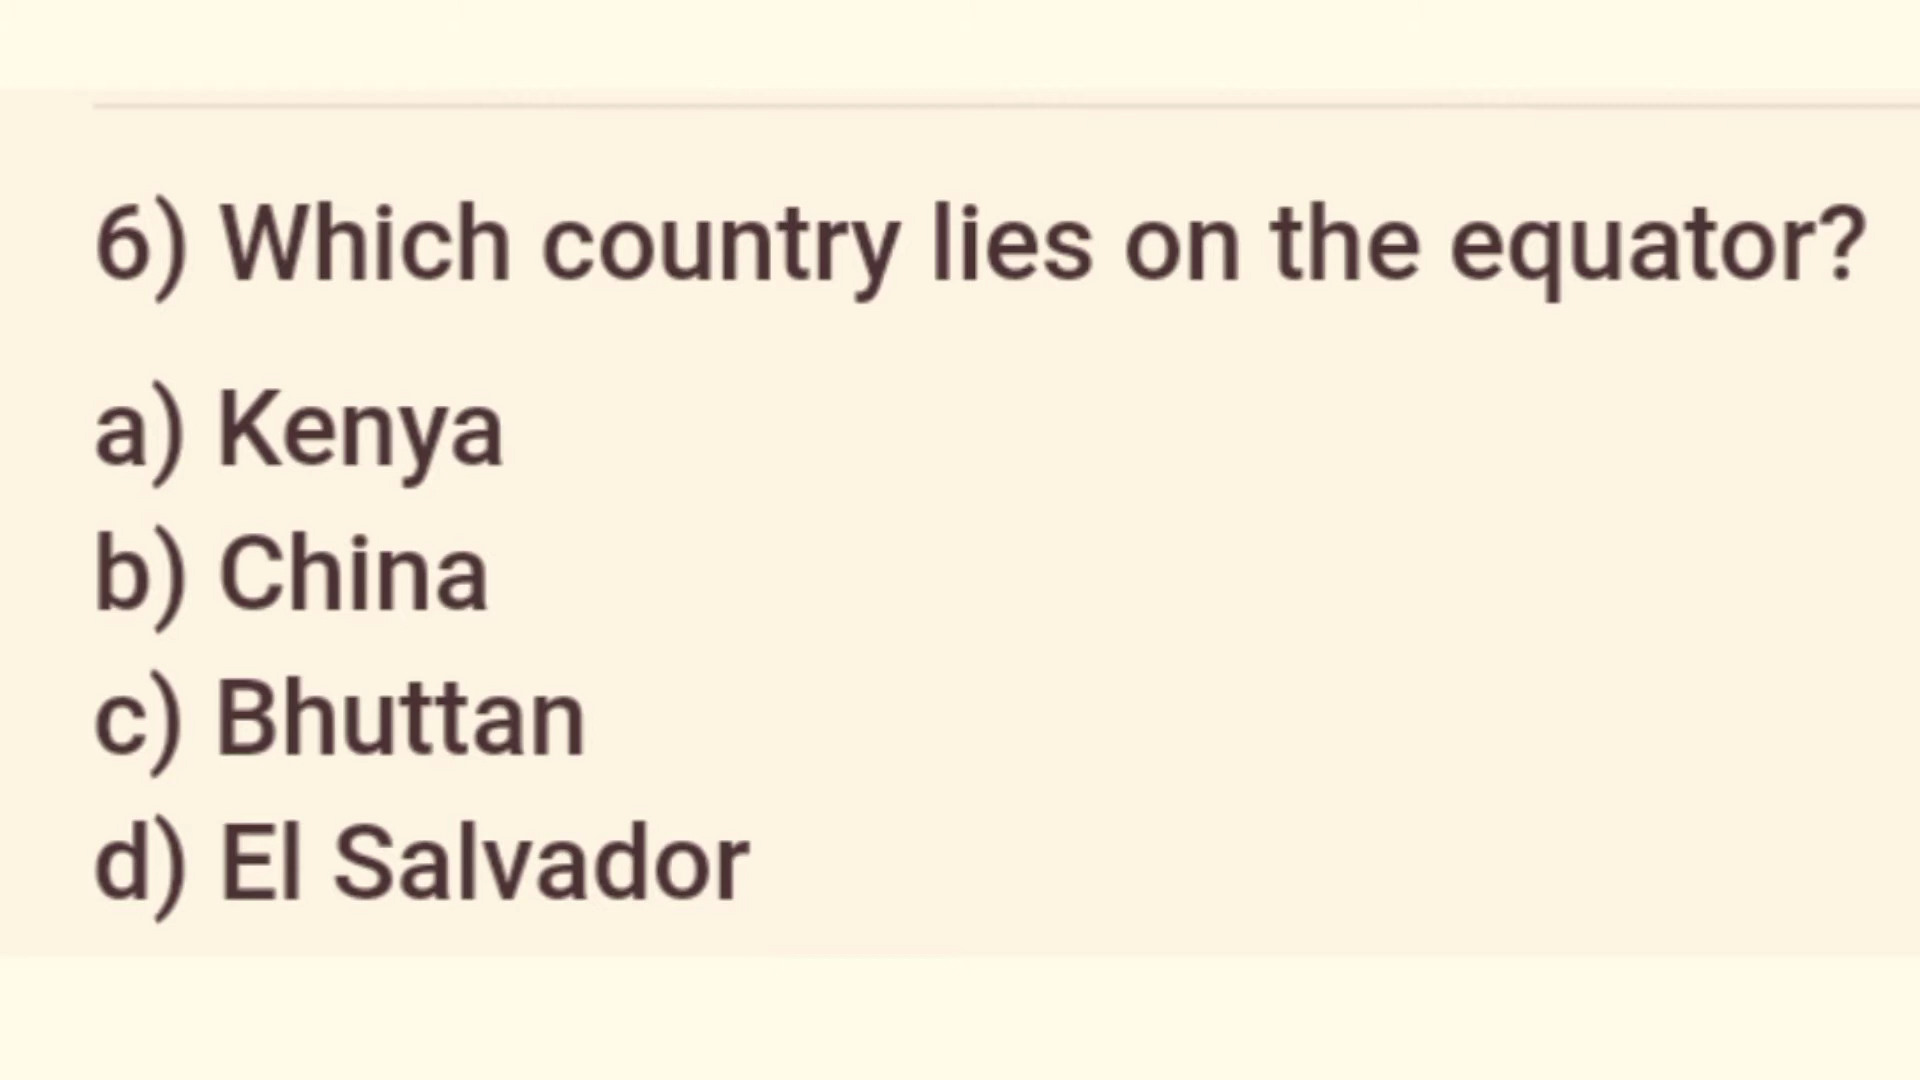 6) Which country lies on the equator?
a) Kenya
b) China
c) Bhuttan
d) El Salvador